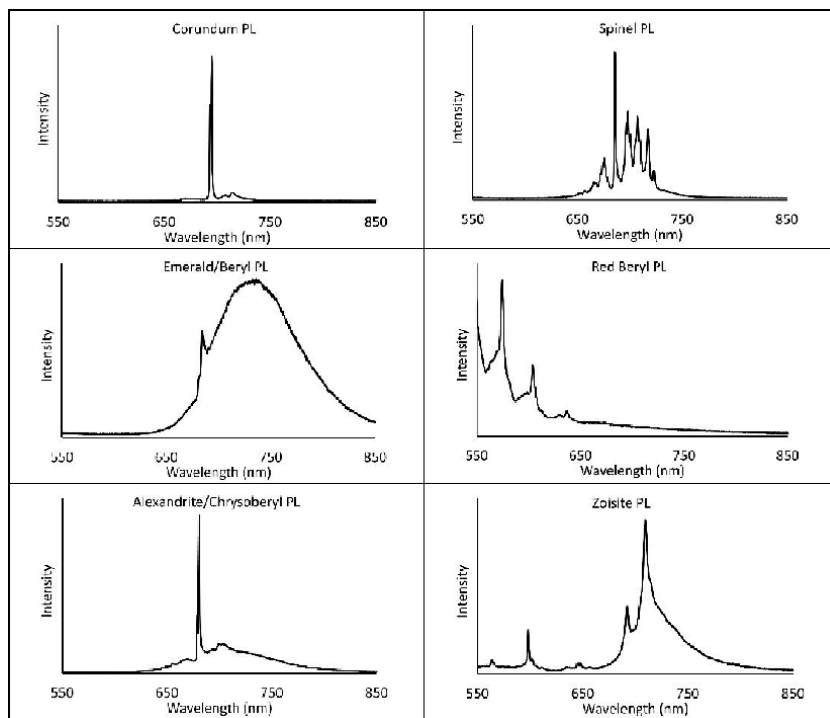 Corundum PL
Intensity
550 650 750 850
Wavelength (nm)
Spinel PL
Intensity
550 650 750 850
Wavelength (nm)
Emerald/Beryl PL
Intensity
550 650 750 850
Wavelength (nm)
Red Beryl PL
Intensity
550 650 750 850
Wavelength (nm)
Alexandrite/Chrysoberyl PL
Intensity
550 650 750 850
Wavelength (nm)
Zoisite PL
Intensity
550 650 750 850
Wavelength (nm)